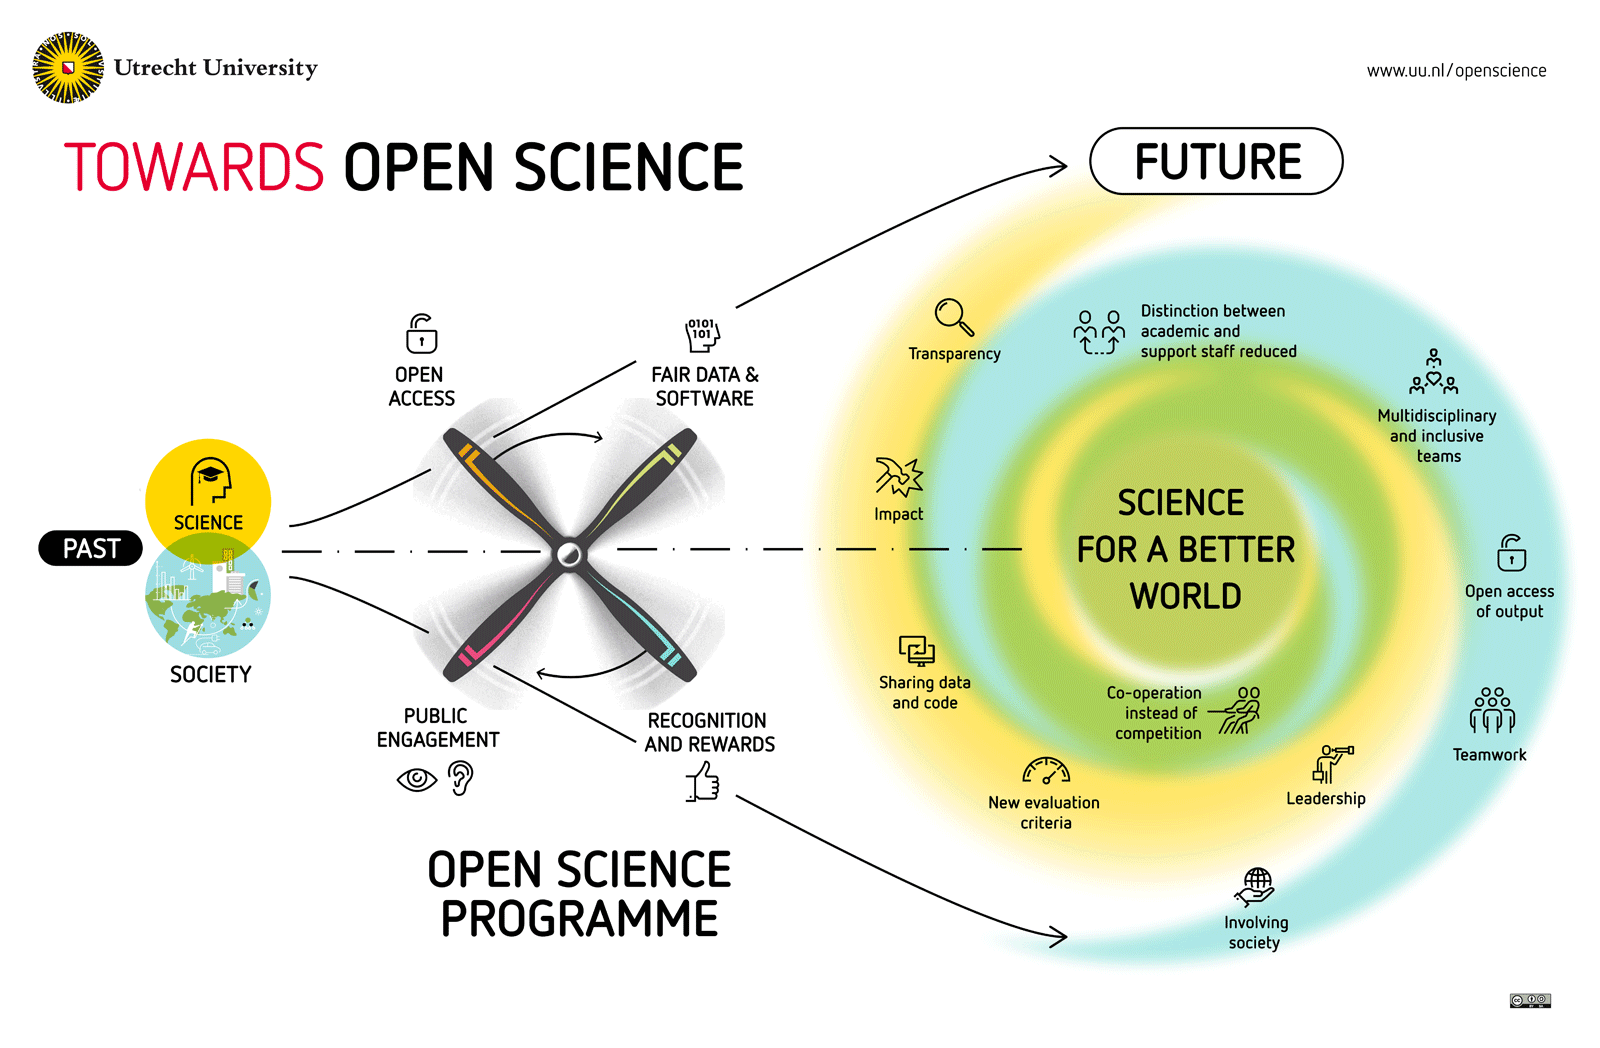 Utrecht University
www.uu.nl/openscience
TOWARDS OPEN SCIENCE
FUTURE
OPEN
ACCESS
0101
101
FAIR DATA &
SOFTWARE
PAST
SCIENCE
SOCIETY
PUBLIC
ENGAGEMENT
RECOGNITION
AND REWARDS
OPEN SCIENCE
PROGRAMME
Transparency
Distinction between
academic and
support staff reduced
Multidisciplinary
and inclusive
teams
Impact
SCIENCE
FOR A BETTER
WORLD
Open access
of output
Sharing data
and code
Co-operation
instead of
competition
Teamwork
New evaluation
criteria
Leadership
Involving
society
cc
BY SA